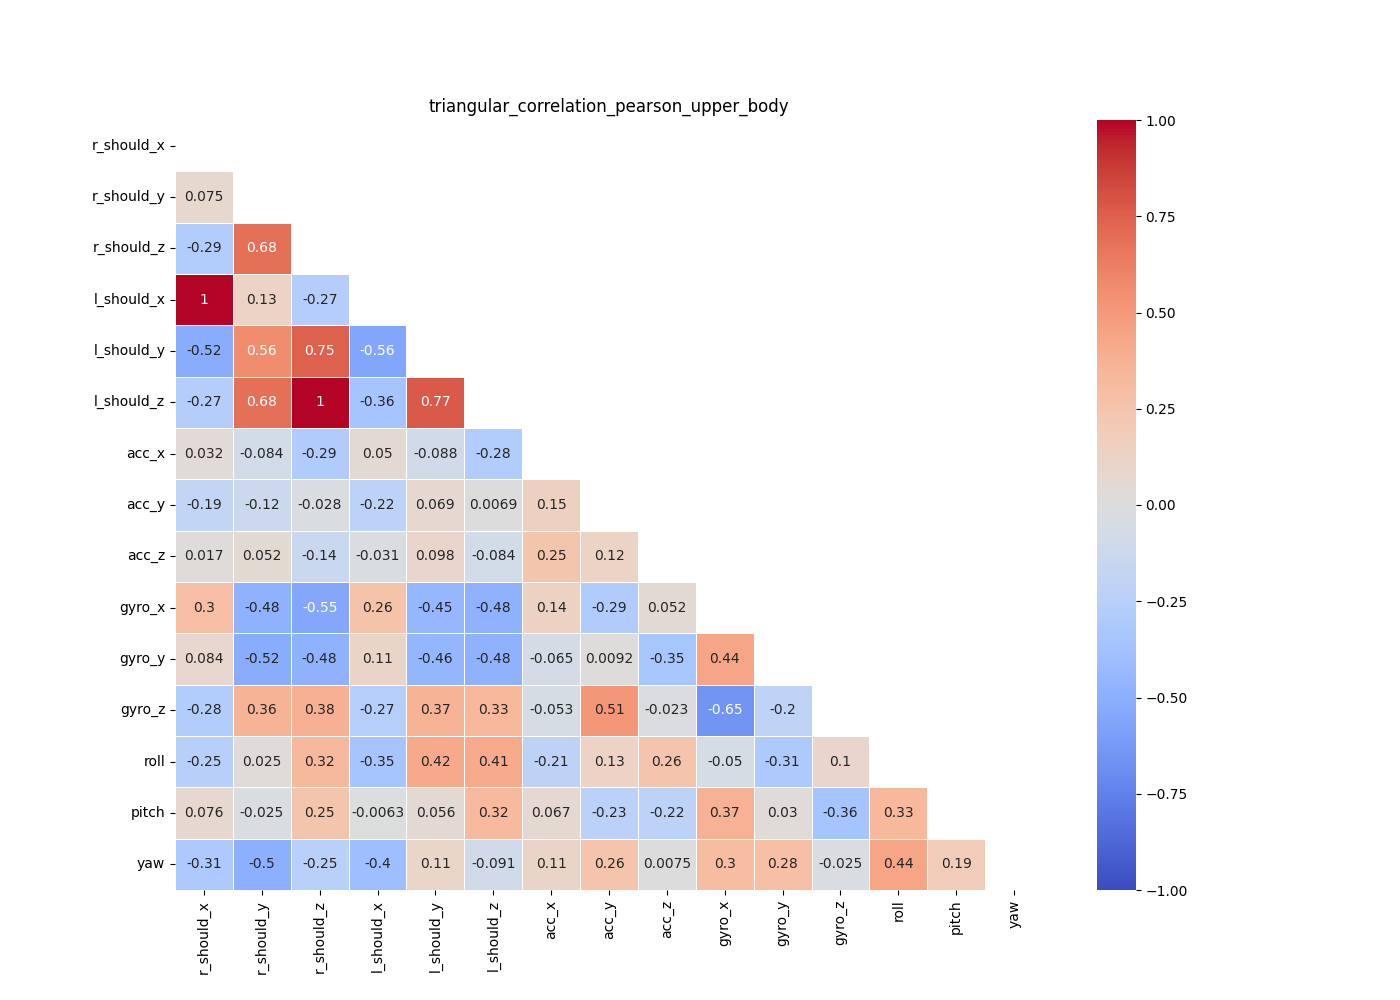 triangular_correlation_pearson_upper_body
r_should_x
r_should_y 0.075
r_should_z -0.29 0.68
l_should_x 1 0.13 -0.27
l_should_y -0.52 0.56 0.75 -0.56
l_should_z -0.27 0.68 1 -0.36 0.77
acc_x 0.032 -0.084 -0.29 0.05 -0.088 -0.28
acc_y -0.19 -0.12 -0.028 -0.22 0.069 0.0069 0.15
acc_z 0.017 0.052 -0.14 -0.031 0.098 -0.084 0.25 0.12
gyro_x 0.3 -0.48 -0.55 0.26 -0.45 -0.48 0.14 -0.29 0.052
gyro_y 0.084 -0.52 -0.48 0.11 -0.46 -0.48 -0.065 0.0092 -0.35 0.44
gyro_z -0.28 0.36 0.38 -0.27 0.37 0.33 -0.053 0.51 -0.023 -0.65 -0.2
roll -0.25 0.025 0.32 -0.35 0.42 0.41 -0.21 0.13 0.26 -0.05 -0.31 0.1
pitch 0.076 -0.025 0.25 -0.0063 0.056 0.32 0.067 -0.23 -0.22 0.37 0.03 -0.36 0.33
yaw -0.31 -0.5 -0.25 -0.4 0.11 -0.091 0.11 0.26 0.0075 0.3 0.28 -0.025 0.44 0.19
r_should_x r_should_y r_should_z l_should_x l_should_y l_should_z acc_x acc_y acc_z gyro_x gyro_y gyro_z roll pitch yaw
1.00
0.75
0.50
0.25
0.00
−0.25
−0.50
−0.75
−1.00